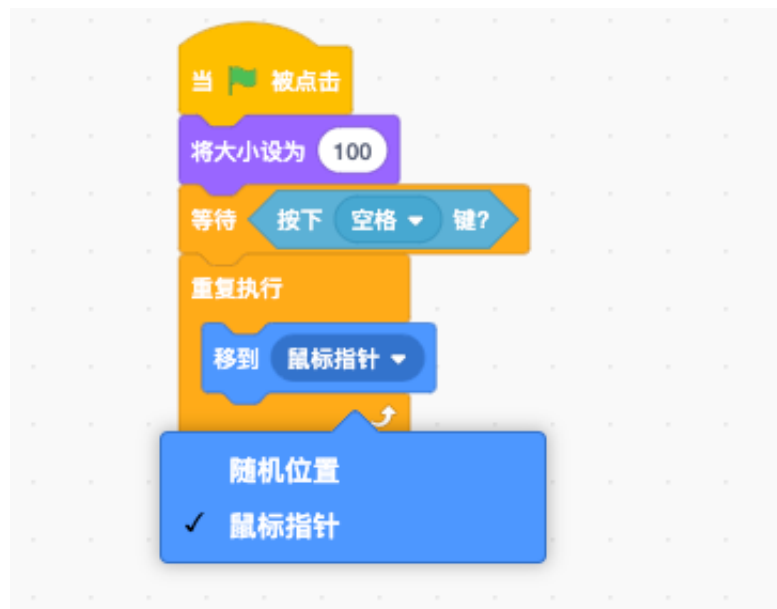 当 被点击
将大小设为 100
等待 按下 空格 键?
重复执行
移到 鼠标指针
随机位置
✓ 鼠标指针